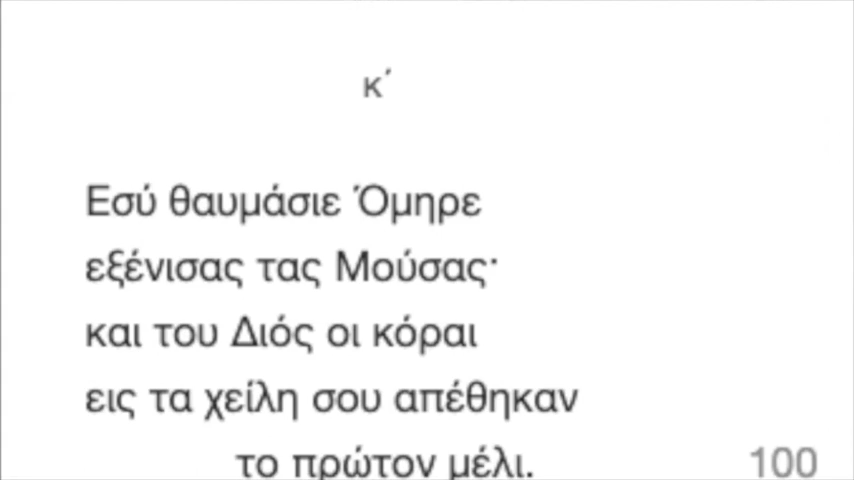 κ΄
Εσύ θαυμάσιε Όμηρε
εξένισας τας Μούσας·
και του Διός οι κόραι
εις τα χείλη σου απέθηκαν
το πρώτον μέλι. 100